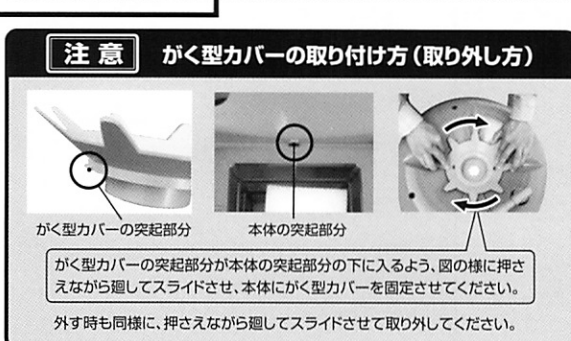 注意 がく型カバーの取り付け方(取り外し方)
がく型カバーの突起部分
本体の突起部分
がく型カバーの突起部分が本体の突起部分の下に入るよう、図の様に押さ
えながら廻してスライドさせ、本体にがく型カバーを固定させてください。
外す時も同様に、押さえながら廻してスライドさせて取り外してください。